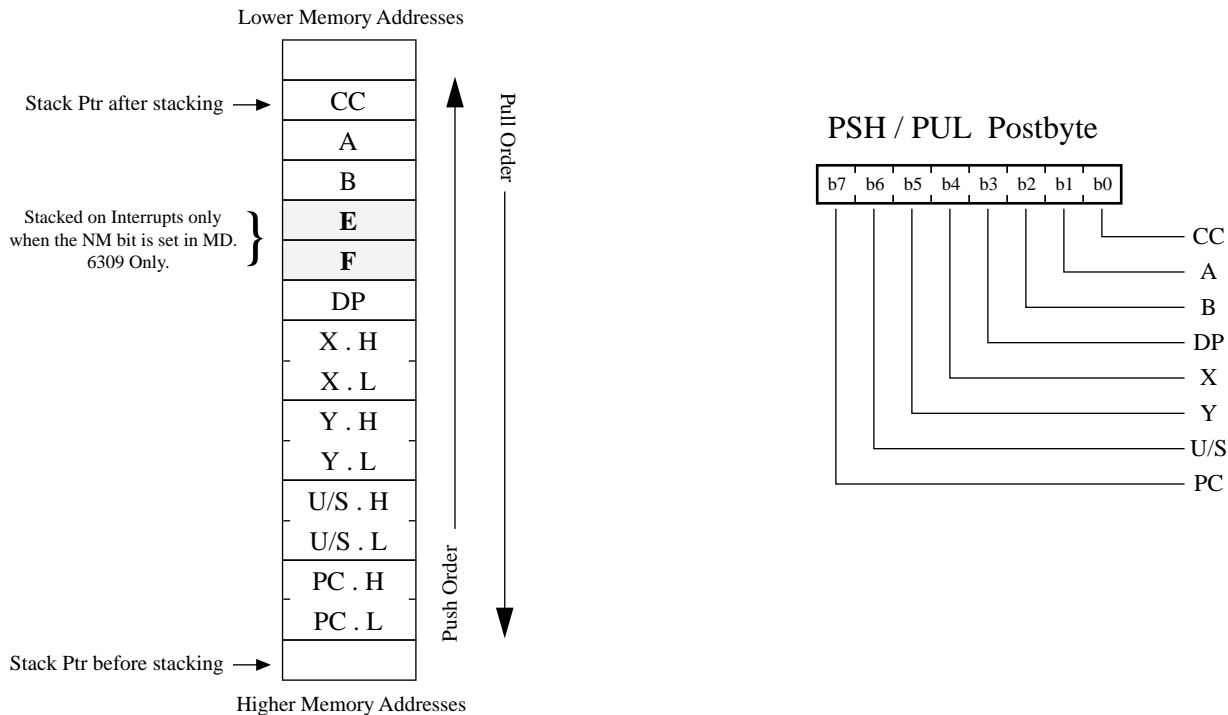 Lower Memory Addresses
Stack Ptr after stacking
CC
A
B
E
F
DP
X . H
X . L
Y . H
Y . L
U/S . H
U/S . L
PC . H
PC . L
Stacked on Interrupts only
when the NM bit is set in MD.
6309 Only.
}
Stack Ptr before stacking
Higher Memory Addresses
Push Order
Pull Order
PSH / PUL Postbyte
b7 b6 b5 b4 b3 b2 b1 b0
CC
A
B
DP
X
Y
U/S
PC